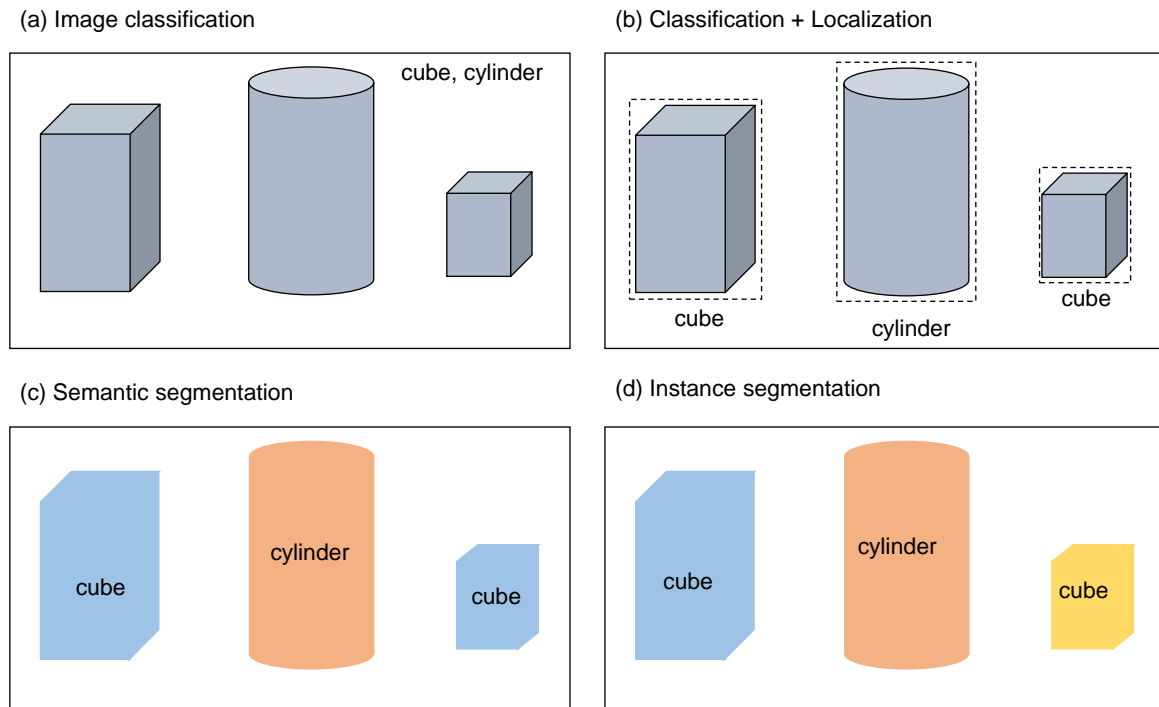 (a) Image classification
cube, cylinder
(b) Classification + Localization
cube
cylinder
cube
(c) Semantic segmentation
cube
cylinder
cube
(d) Instance segmentation
cube
cylinder
cube